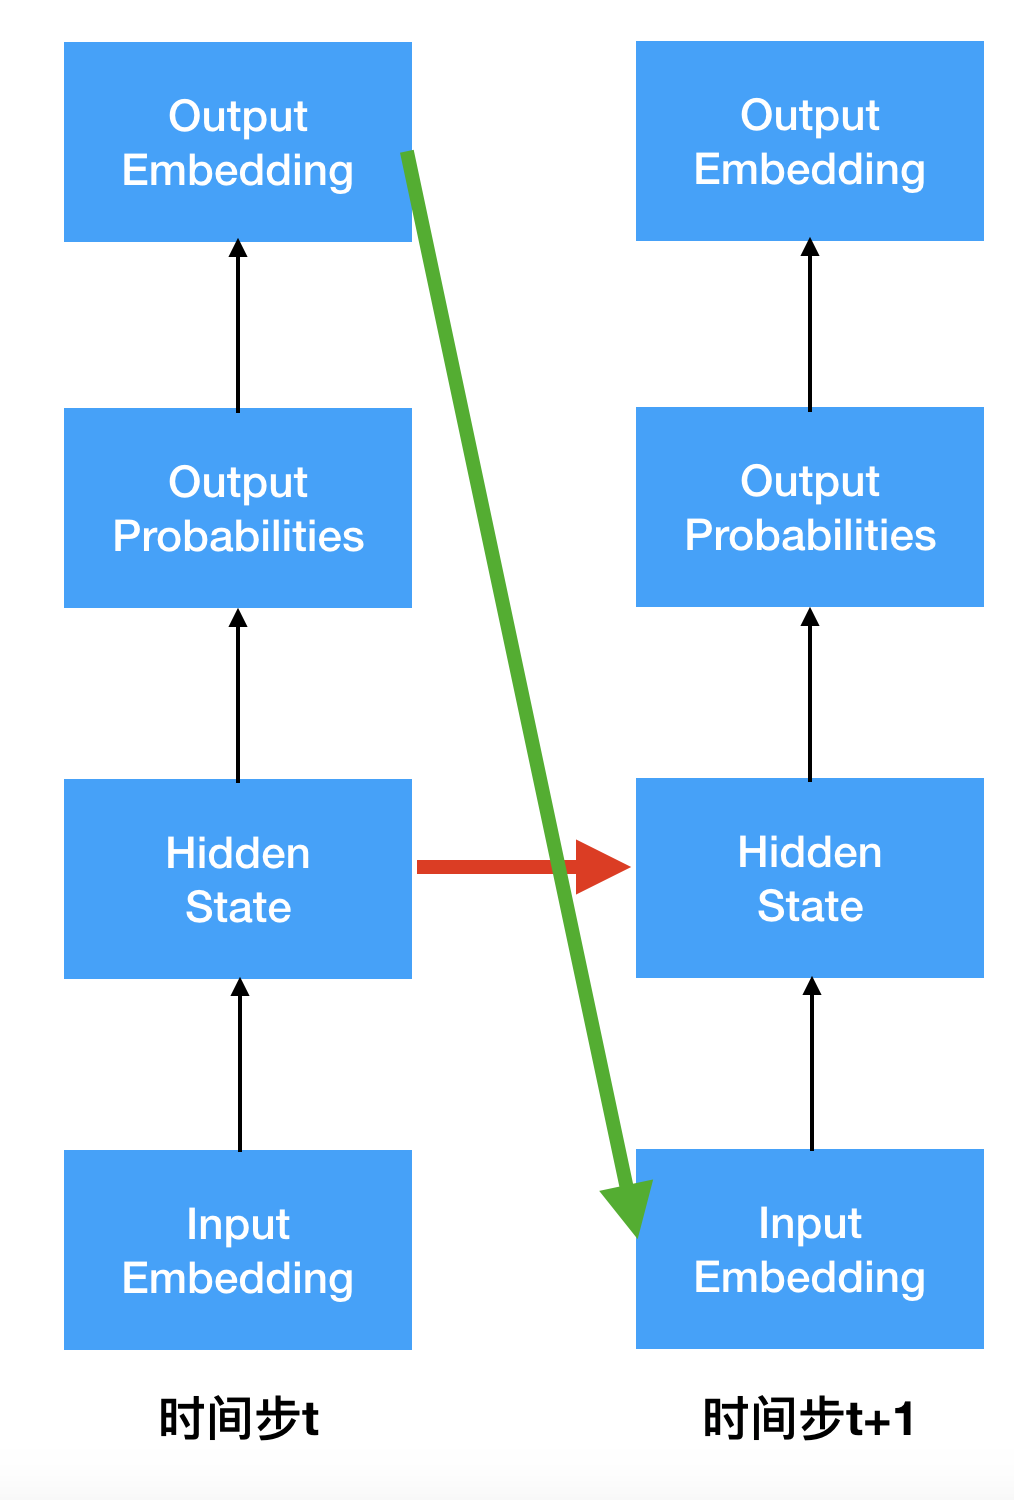 Output
Embedding
Output
Probabilities
Hidden
State
Input
Embedding
时间步t
Output
Embedding
Output
Probabilities
Hidden
State
Input
Embedding
时间步t+1